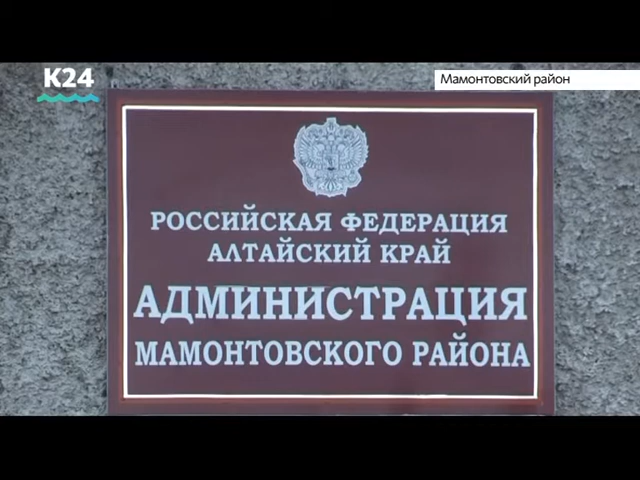 К24
Мамонтовский район
РОССИЙСКАЯ ФЕДЕРАЦИЯ
АЛТАЙСКИЙ КРАЙ
АДМИНИСТРАЦИЯ
МАМОНТОВСКОГО РАЙОНА